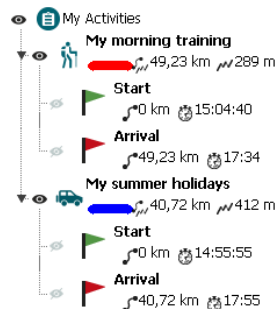 My Activities
My morning training
49,23 km 289 m
Start
0 km 15:04:40
Arrival
49,23 km 17:34
My summer holidays
40,72 km 412 m
Start
0 km 14:55:55
Arrival
40,72 km 17:55